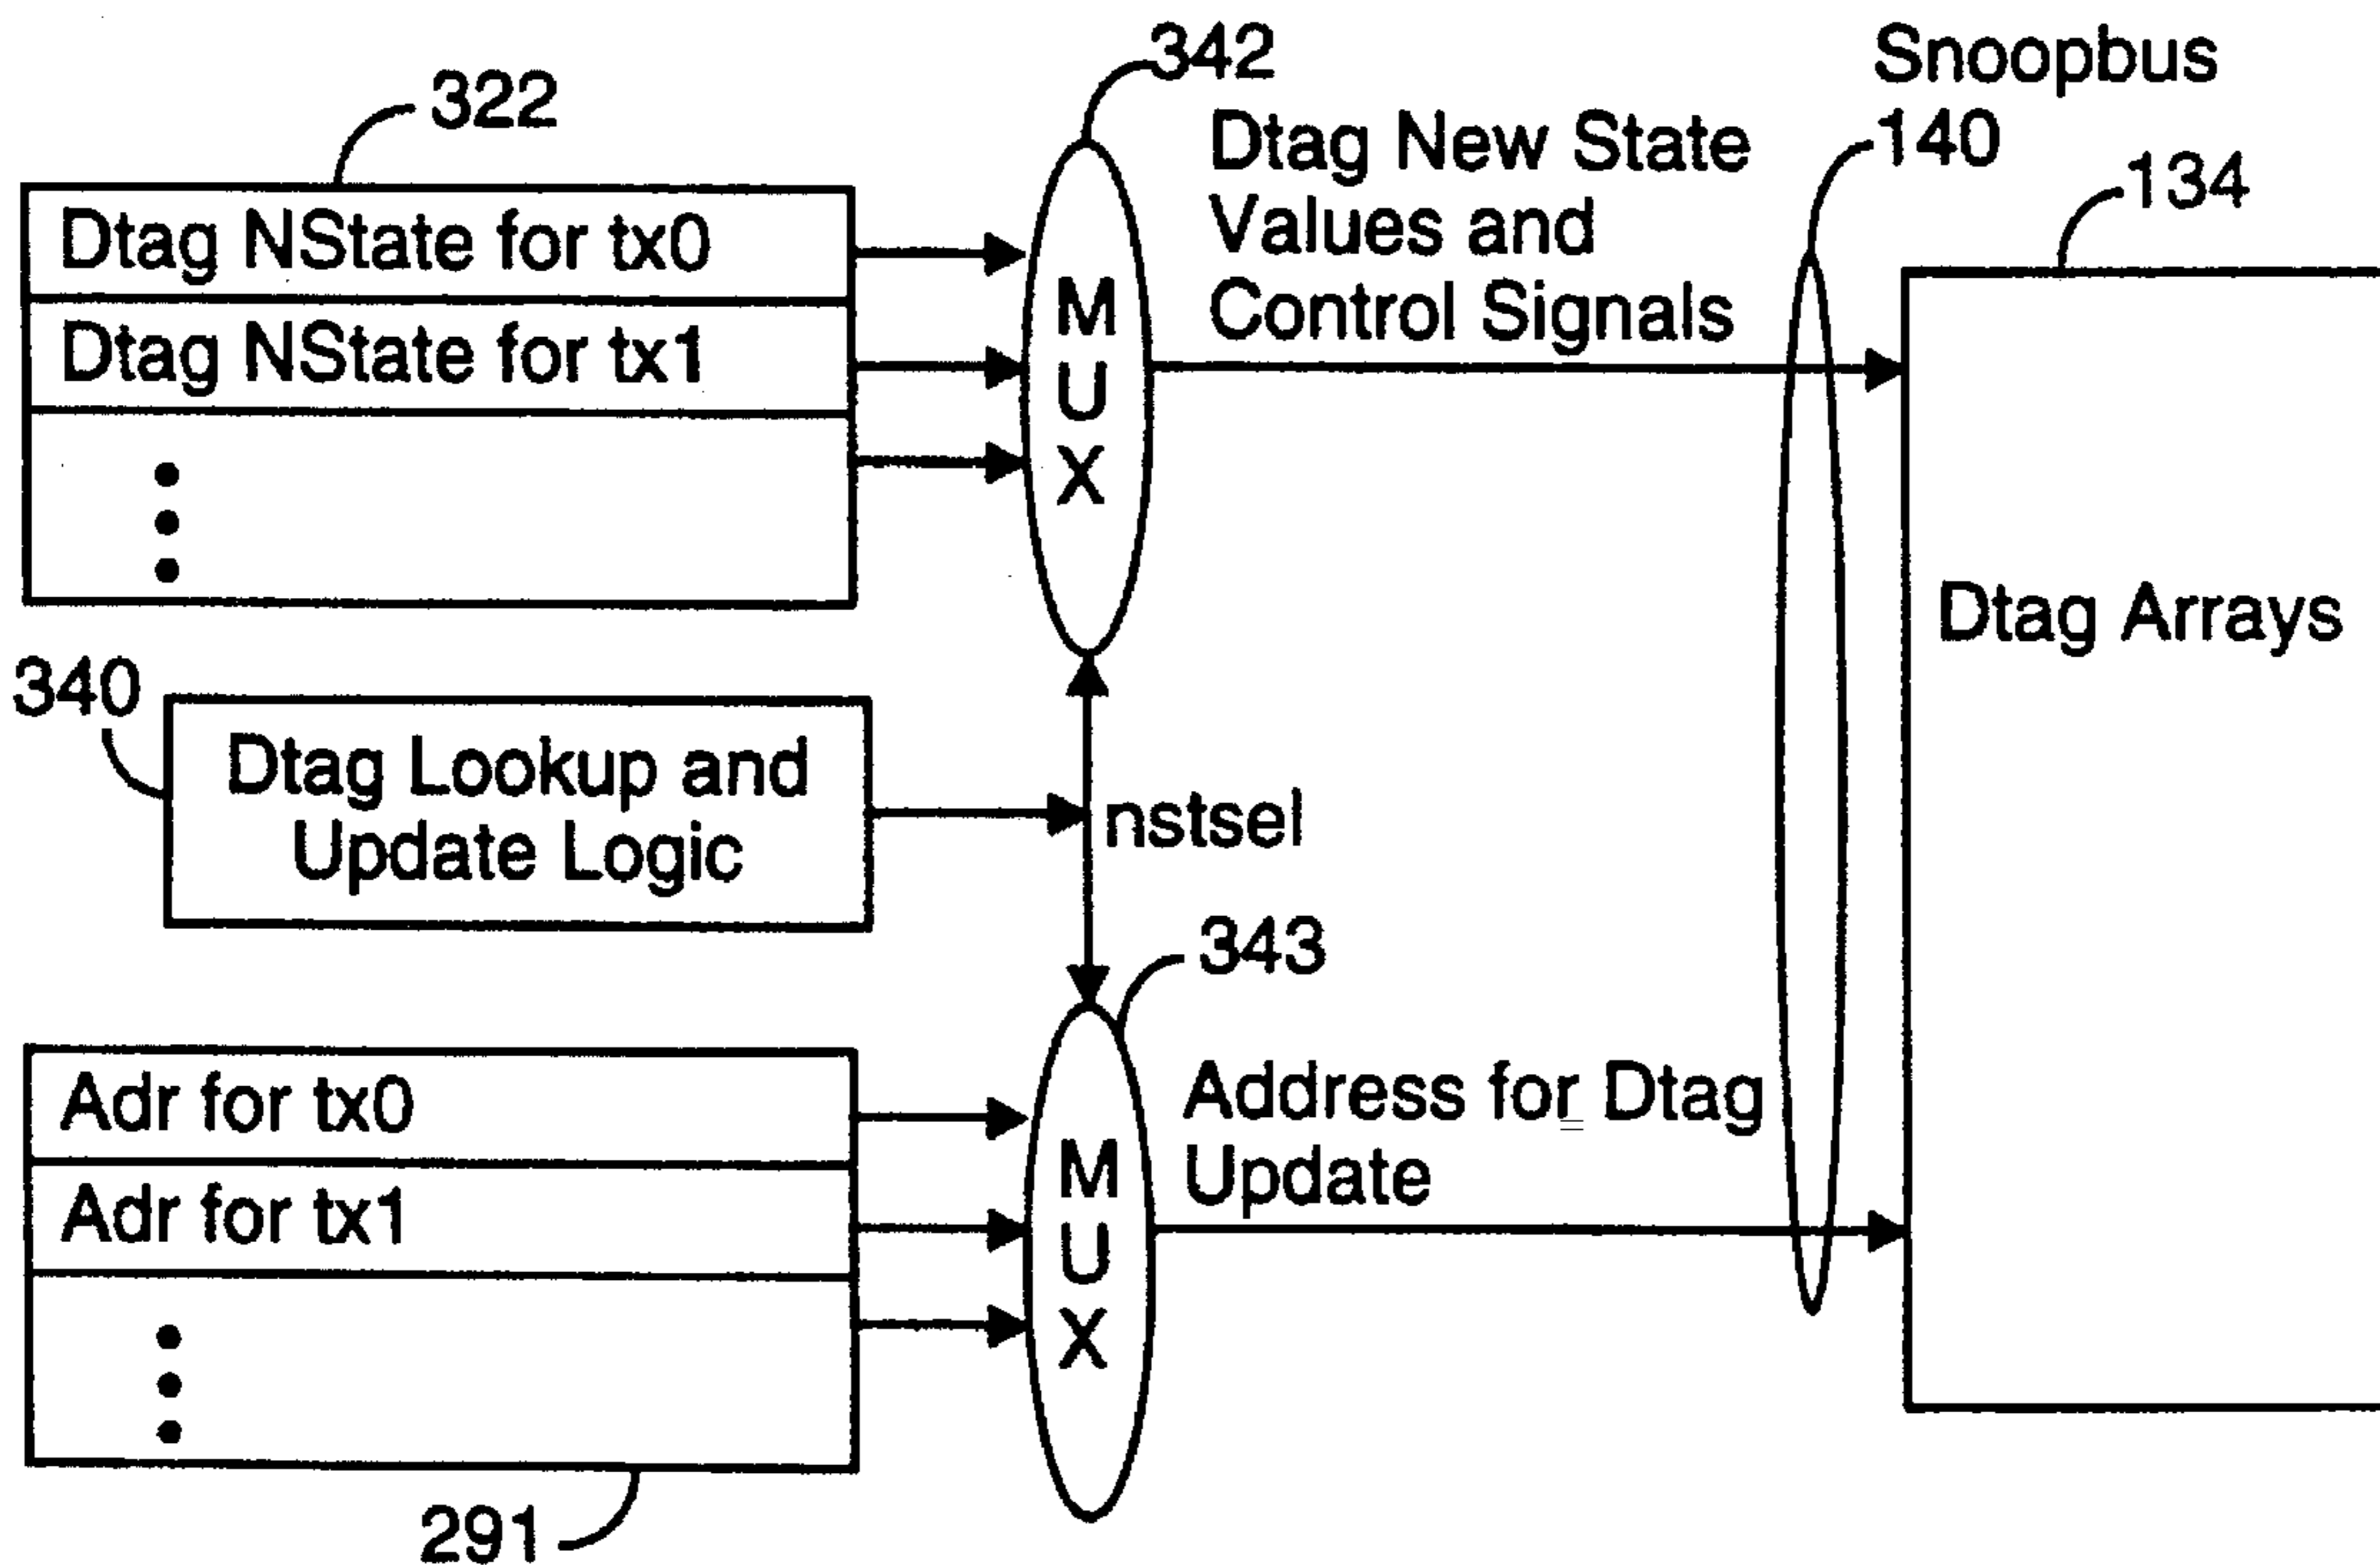 322
342
Snoopbus
140
134
Dtag NState for tx0
Dtag NState for tx1
M
U
X
Dtag New State
Values and
Control Signals
Dtag Arrays
340
Dtag Lookup and
Update Logic
nstsel
343
Adr for tx0
Adr for tx1
M
U
X
Address for Dtag
Update
291